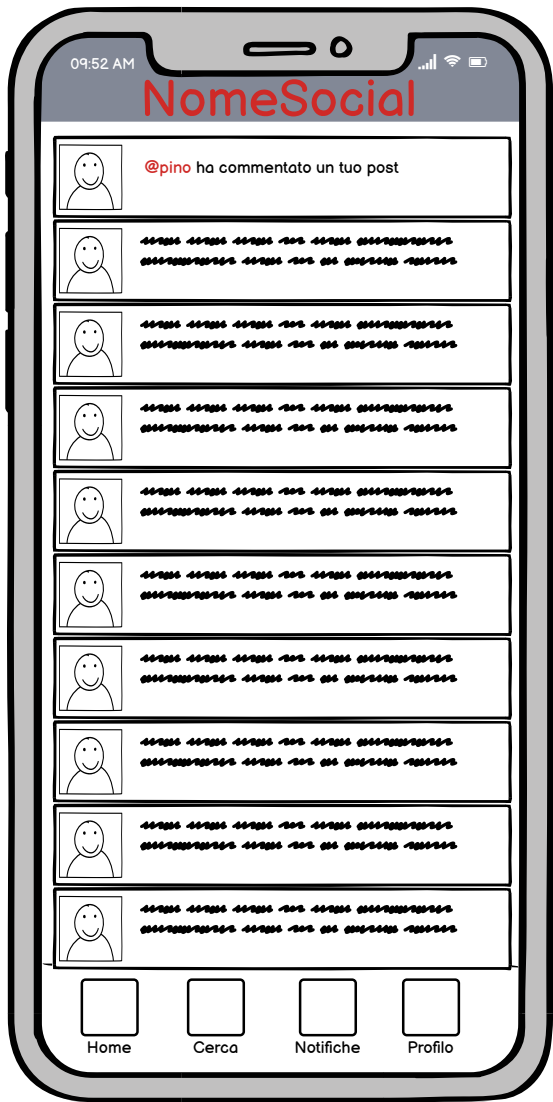 09:52 AM
NomeSocial
@pino ha commentato un tuo post
Home
Cerca
Notifiche
Profilo